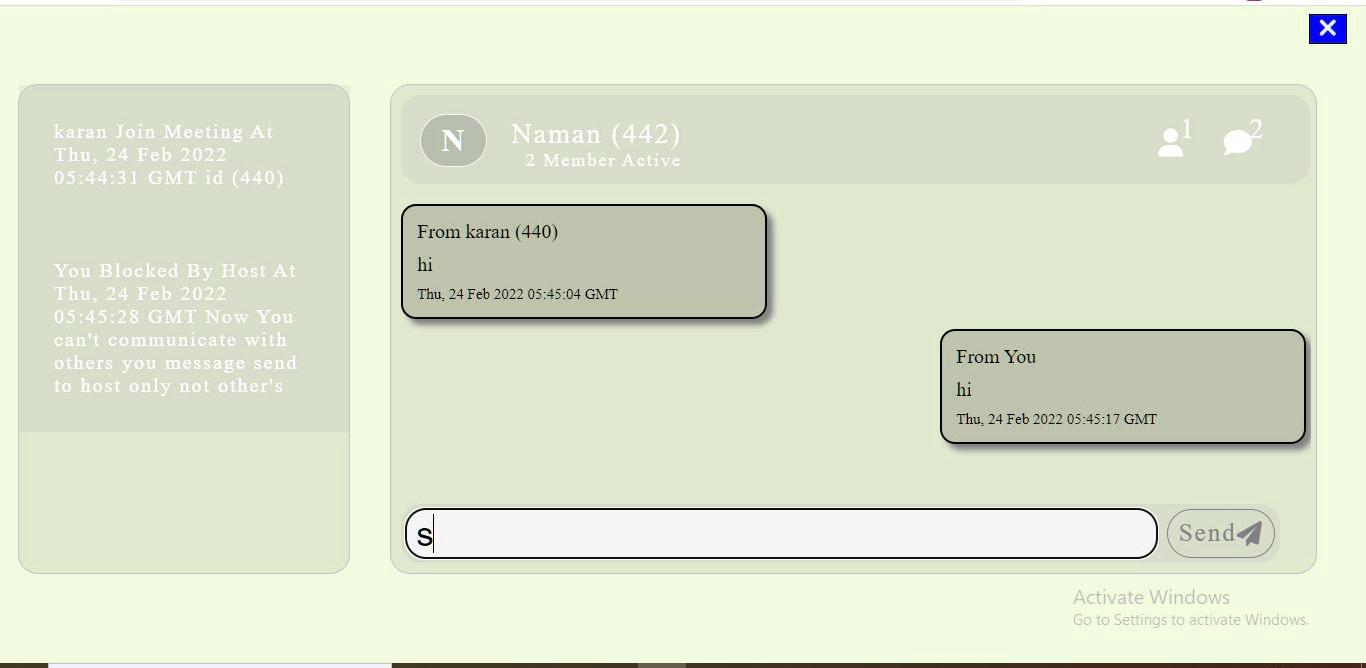 karan Join Meeting At
Thu, 24 Feb 2022
05:44:31 GMT id (440)
You Blocked By Host At
Thu, 24 Feb 2022
05:45:28 GMT Now You
can't communicate with
others you message send
to host only not other's
N
Naman (442)
2 Member Active
1
2
From karan (440)
hi
Thu, 24 Feb 2022 05:45:04 GMT
From You
hi
Thu, 24 Feb 2022 05:45:17 GMT
s
Send
Activate Windows
Go to Settings to activate Windows.